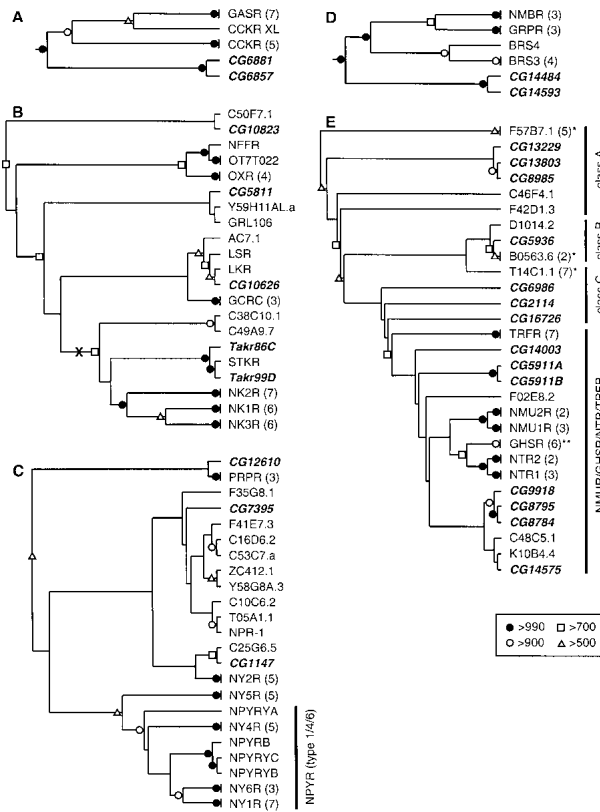 A
GASR (7)
CCKR XL
CCKR (5)
CG6881
CG6857
B
C50F7.1
CG10823
NFFR
OT7T022
OXR (4)
CG5811
Y59H11AL.a
GRL106
AC7.1
LSR
LKR
CG10626
GCRC (3)
C38C10.1
C49A9.7
Takr86C
STKR
Takr99D
NK2R (7)
NK1R (6)
NK3R (6)
X
C
CG12610
PRPR (3)
F35G8.1
CG7395
F41E7.3
C16D6.2
C53C7.a
ZC412.1
Y58G8A.3
C10C6.2
T05A1.1
NPR-1
C25G6.5
CG1147
NY2R (5)
NY5R (5)
NPYRYA
NY4R (5)
NPYRB
NPYRYC
NPYRYB
NY6R (3)
NY1R (7)
NPYR (type 1/4/6)
D
NMBR (3)
GRPR (3)
BRS4
BRS3 (4)
CG14484
CG14593
E
F57B7.1 (5)*
CG13229
CG13803
CG8985
C46F4.1
F42D1.3
D1014.2
CG5936
B0563.6 (2)*
T14C1.1 (7)*
CG6986
CG2114
CG16726
TRFR (7)
CG14003
CG5911A
CG5911B
F02E8.2
NMU2R (2)
NMU1R (3)
GHSR (6)**
NTR2 (2)
NTR1 (3)
CG9918
CG8795
CG8784
C48C5.1
K10B4.4
CG14575
class A
class B
class C
NMUR/GHSR/NTR/TRFR
>990 >700
>900 >500